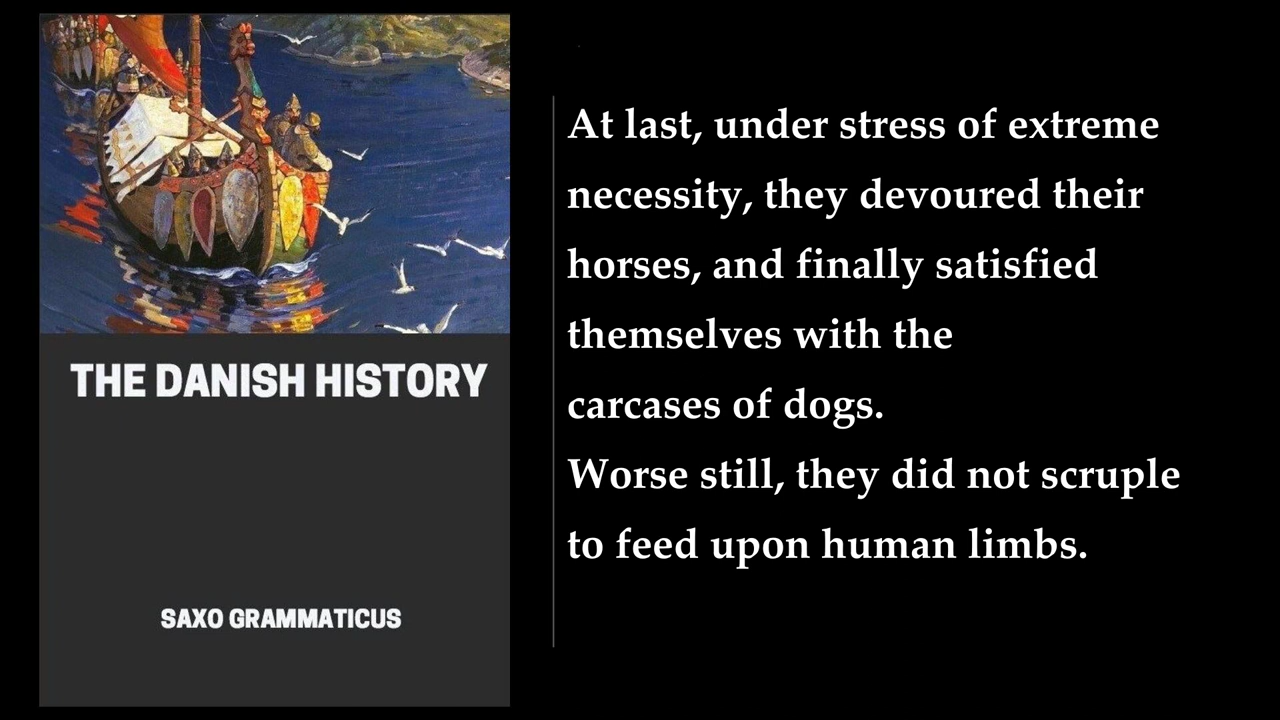 THE DANISH HISTORY
SAXO GRAMMATICUS
At last, under stress of extreme
necessity, they devoured their
horses, and finally satisfied
themselves with the
carcases of dogs.
Worse still, they did not scruple
to feed upon human limbs.